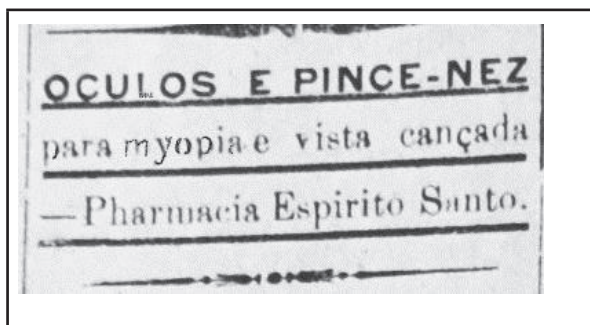 OCULOS E PINCE-NEZ
para myopia e vista cançada
—Pharmacia Espirito Santo.